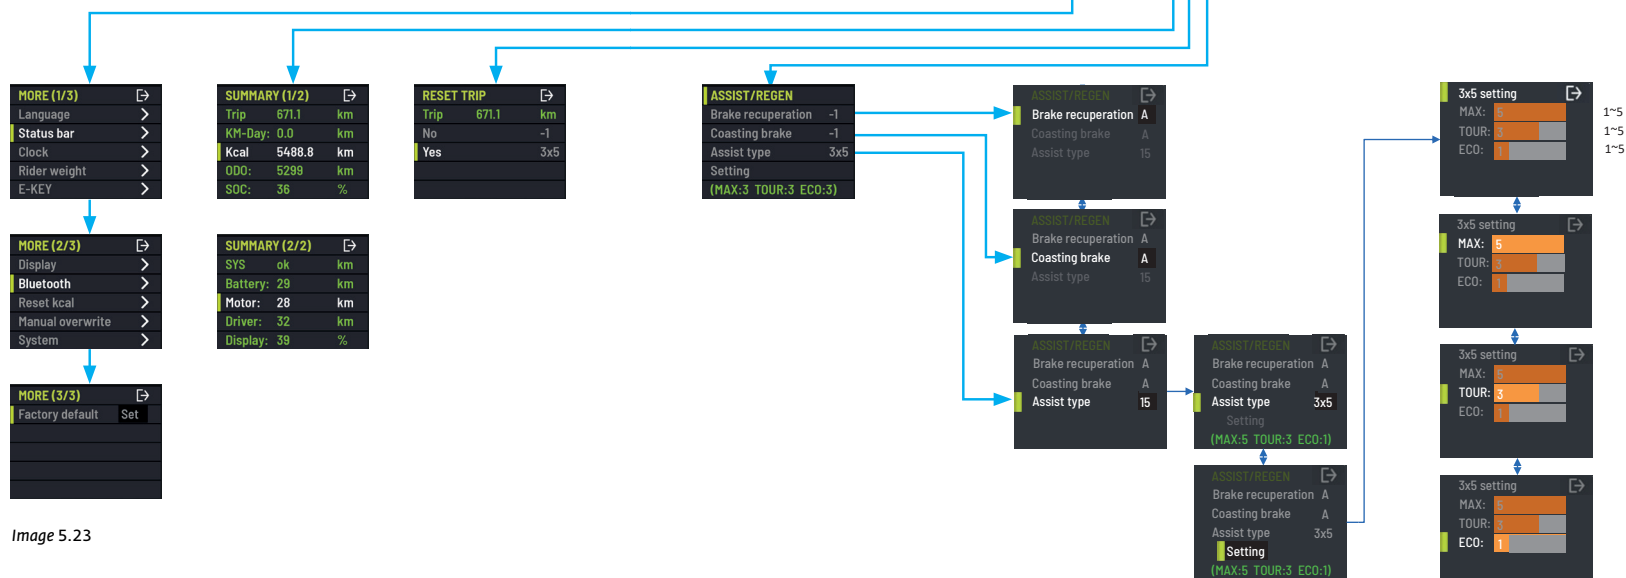 MORE (1/3)
Language
Status bar
Clock
Rider weight
E-KEY
MORE (2/3)
Display
Bluetooth
Reset kcal
Manual overwrite
System
MORE (3/3)
Factory default Set
Image 5.23
SUMMARY (1/2)
Trip 671.1 km
KM-Day: 0.0 km
Kcal 5488.8 km
ODO: 5299 km
SOC: 36 %
SUMMARY (2/2)
SYS ok km
Battery: 29 km
Motor: 28 km
Driver: 32 km
Display: 39 %
RESET TRIP
Trip 671.1 km
No -1
Yes 3x5
ASSIST/REGEN
Brake recuperation -1
Coasting brake -1
Assist type 3x5
Setting
(MAX:3 TOUR:3 ECO:3)
ASSIST/REGEN
Brake recuperation A
Coasting brake A
Assist type 15
ASSIST/REGEN
Brake recuperation A
Coasting brake A
Assist type 15
ASSIST/REGEN
Brake recuperation A
Coasting brake A
Assist type 15
ASSIST/REGEN
Brake recuperation A
Coasting brake A
Assist type 3x5
Setting
(MAX:5 TOUR:3 ECO:1)
ASSIST/REGEN
Brake recuperation A
Coasting brake A
Assist type 3x5
Setting
(MAX:5 TOUR:3 ECO:1)
3x5 setting
MAX: 5 1~5
TOUR: 3 1~5
ECO: 1 1~5
3x5 setting
MAX: 5
TOUR: 3
ECO: 1
3x5 setting
MAX: 5
TOUR: 3
ECO: 1
3x5 setting
MAX: 5
TOUR: 3
ECO: 1